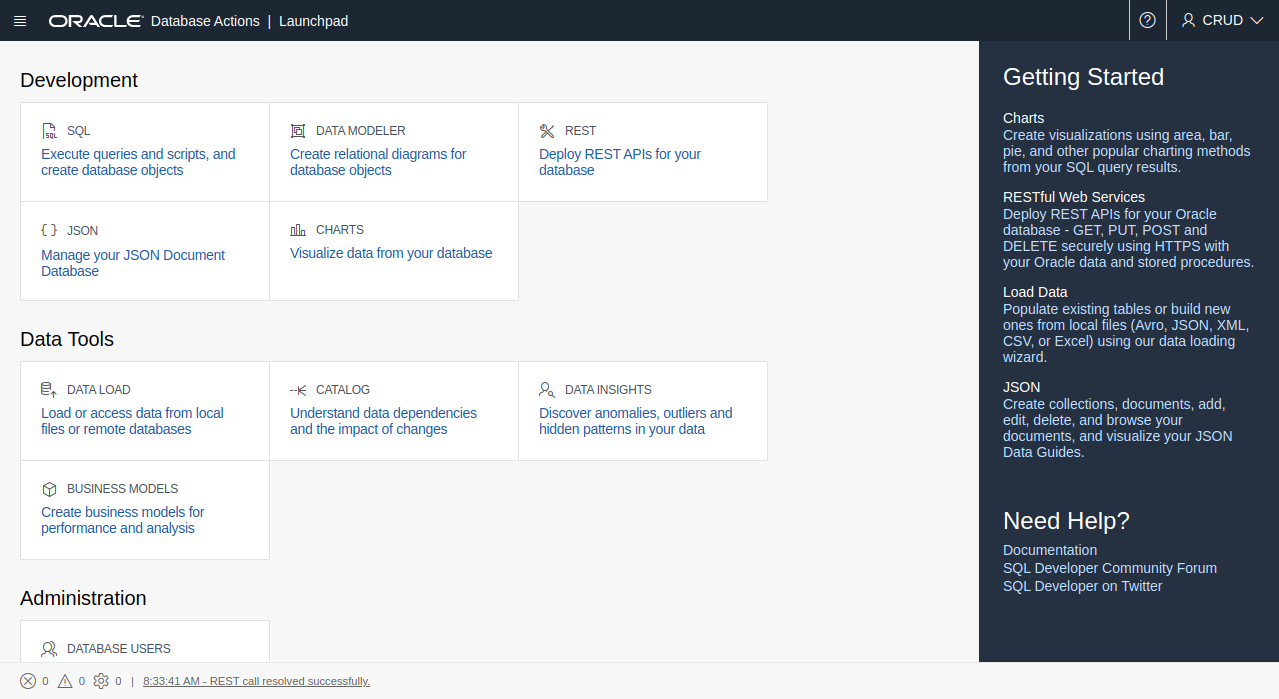 ORACLE Database Actions | Launchpad
CRUD
Development
SQL
Execute queries and scripts, and
create database objects
DATA MODELER
Create relational diagrams for
database objects
REST
Deploy REST APIs for your
database
JSON
Manage your JSON Document
Database
CHARTS
Visualize data from your database
Data Tools
DATA LOAD
Load or access data from local
files or remote databases
CATALOG
Understand data dependencies
and the impact of changes
DATA INSIGHTS
Discover anomalies, outliers and
hidden patterns in your data
BUSINESS MODELS
Create business models for
performance and analysis
Administration
DATABASE USERS
Getting Started
Charts
Create visualizations using area, bar,
pie, and other popular charting methods
from your SQL query results.
RESTful Web Services
Deploy REST APIs for your Oracle
database - GET, PUT, POST and
DELETE securely using HTTPS with
your Oracle data and stored procedures.
Load Data
Populate existing tables or build new
ones from local files (Avro, JSON, XML,
CSV, or Excel) using our data loading
wizard.
JSON
Create collections, documents, add,
edit, delete, and browse your
documents, and visualize your JSON
Data Guides.
Need Help?
Documentation
SQL Developer Community Forum
SQL Developer on Twitter
0 0 0 | 8:33:41 AM - REST call resolved successfully.